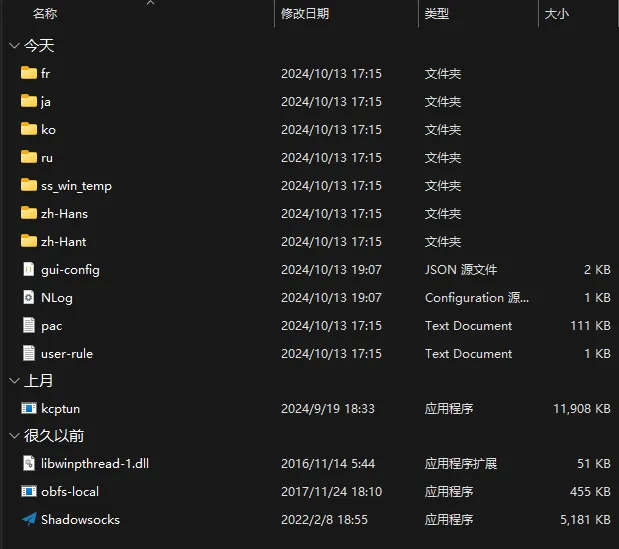 名称 修改日期 类型 大小
今天
fr 2024/10/13 17:15 文件夹
ja 2024/10/13 17:15 文件夹
ko 2024/10/13 17:15 文件夹
ru 2024/10/13 17:15 文件夹
ss_win_temp 2024/10/13 17:15 文件夹
zh-Hans 2024/10/13 17:15 文件夹
zh-Hant 2024/10/13 17:15 文件夹
gui-config 2024/10/13 19:07 JSON 源文件 2 KB
NLog 2024/10/13 19:07 Configuration 源... 1 KB
pac 2024/10/13 17:15 Text Document 111 KB
user-rule 2024/10/13 17:15 Text Document 1 KB
上月
kcptun 2024/9/19 18:33 应用程序 11,908 KB
很久以前
libwinpthread-1.dll 2016/11/14 5:44 应用程序扩展 51 KB
obfs-local 2017/11/24 18:10 应用程序 455 KB
Shadowsocks 2022/2/8 18:55 应用程序 5,181 KB